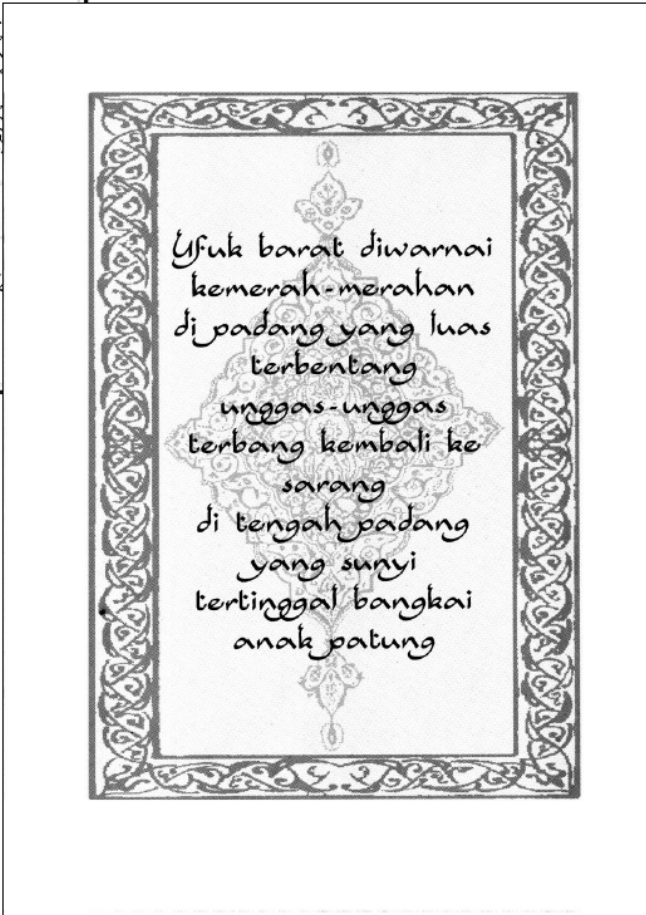 Ufuk barat diwarnai
kemerah-merahan
di padang yang luas
terbentang
unggas-unggas
terbang kembali ke
sarang
di tengah padang
yang sunyi
tertinggal bangkai
anak patung